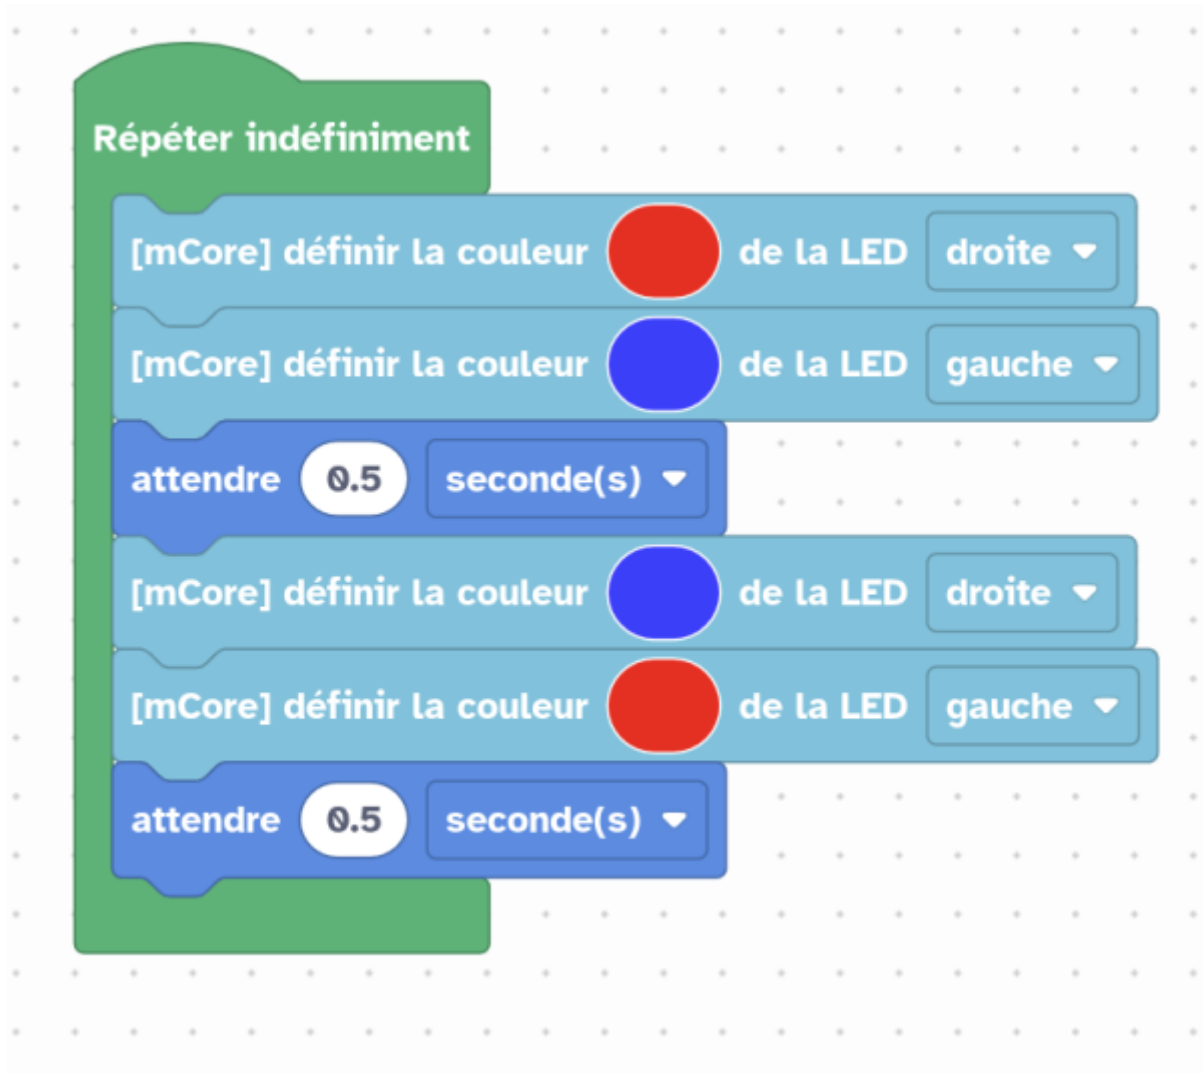 Répéter indéfiniment
[mCore] définir la couleur de la LED droite
[mCore] définir la couleur de la LED gauche
attendre 0.5 seconde(s)
[mCore] définir la couleur de la LED droite
[mCore] définir la couleur de la LED gauche
attendre 0.5 seconde(s)